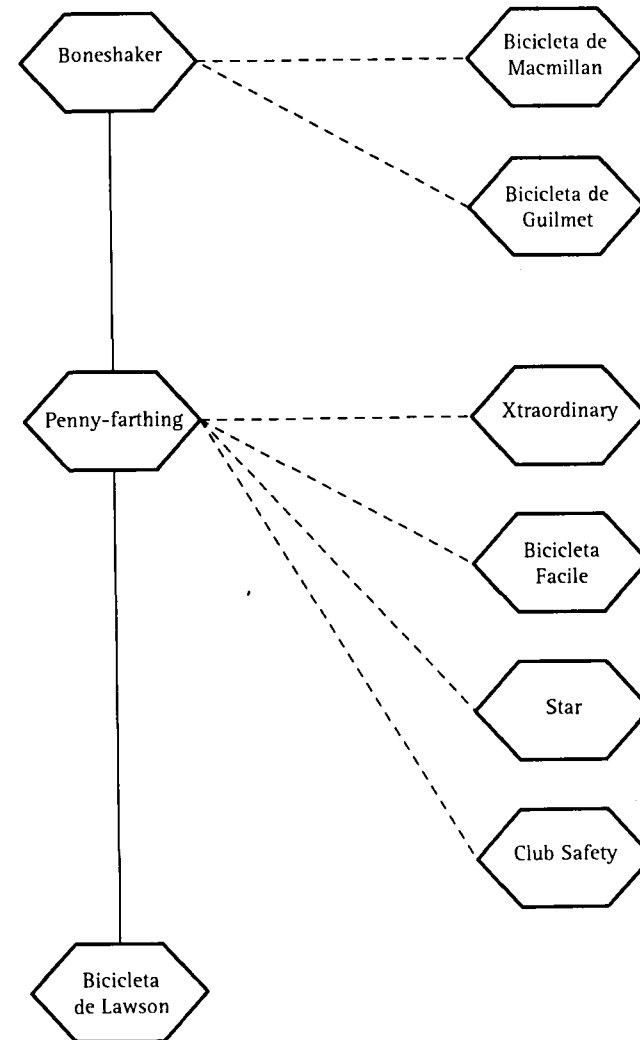 Boneshaker
Bicicleta de
Macmillan
Bicicleta de
Guilmet
Penny-farthing
Xtraordinary
Bicicleta
Facile
Star
Club Safety
Bicicleta
de Lawson